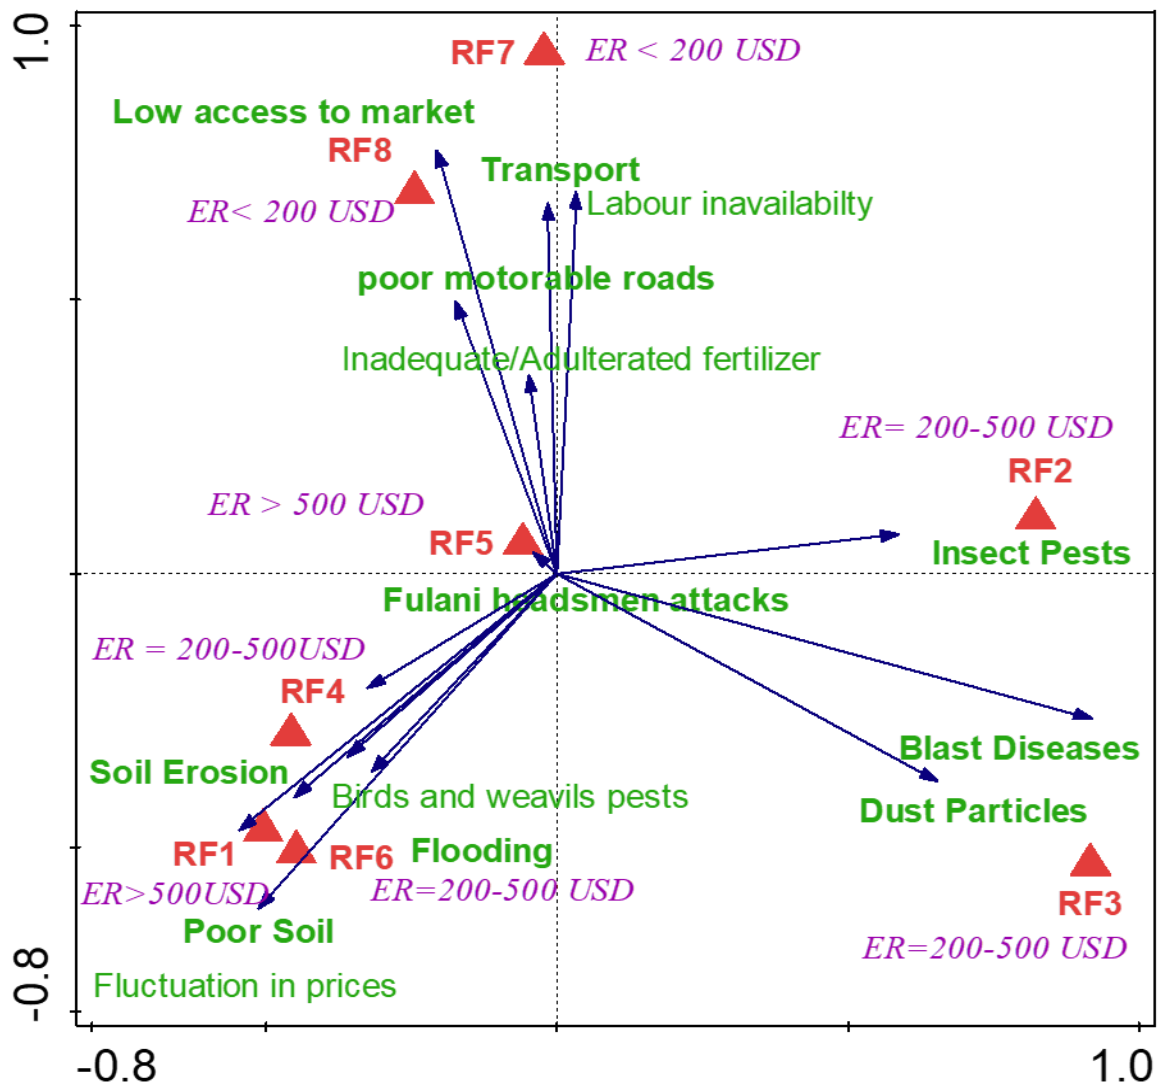 1.0
RF7
ER < 200 USD
Low access to market
RF8
Transport
ER< 200 USD
Labour inavailabilty
poor motorable roads
Inadequate/Adulterated fertilizer
ER= 200-500 USD
RF2
ER > 500 USD
RF5
Insect Pests
Fulani headsmen attacks
ER = 200-500USD
RF4
Blast Diseases
Soil Erosion
Birds and weavils pests
Dust Particles
RF1
RF6
Flooding
ER>500USD
ER=200-500 USD
RF3
Poor Soil
ER=200-500 USD
Fluctuation in prices
-0.8
-0.8
1.0